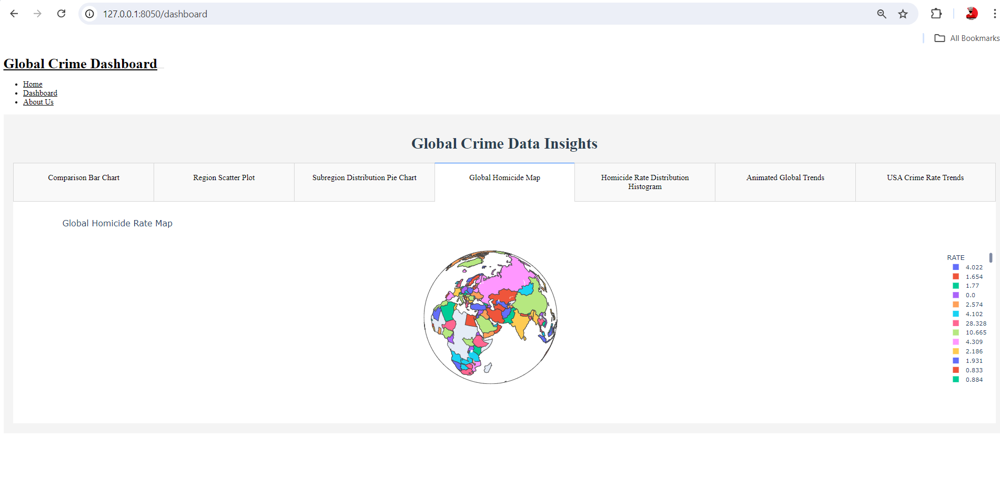 127.0.0.1:8050/dashboard
All Bookmarks
Global Crime Dashboard
Home
Dashboard
About Us
Global Crime Data Insights
Comparison Bar Chart
Region Scatter Plot
Subregion Distribution Pie Chart
Global Homicide Map
Homicide Rate Distribution
Histogram
Animated Global Trends
USA Crime Rate Trends
Global Homicide Rate Map
RATE
4.022
1.654
1.77
0.0
2.574
4.102
28.328
10.665
4.309
2.186
1.931
0.833
0.884